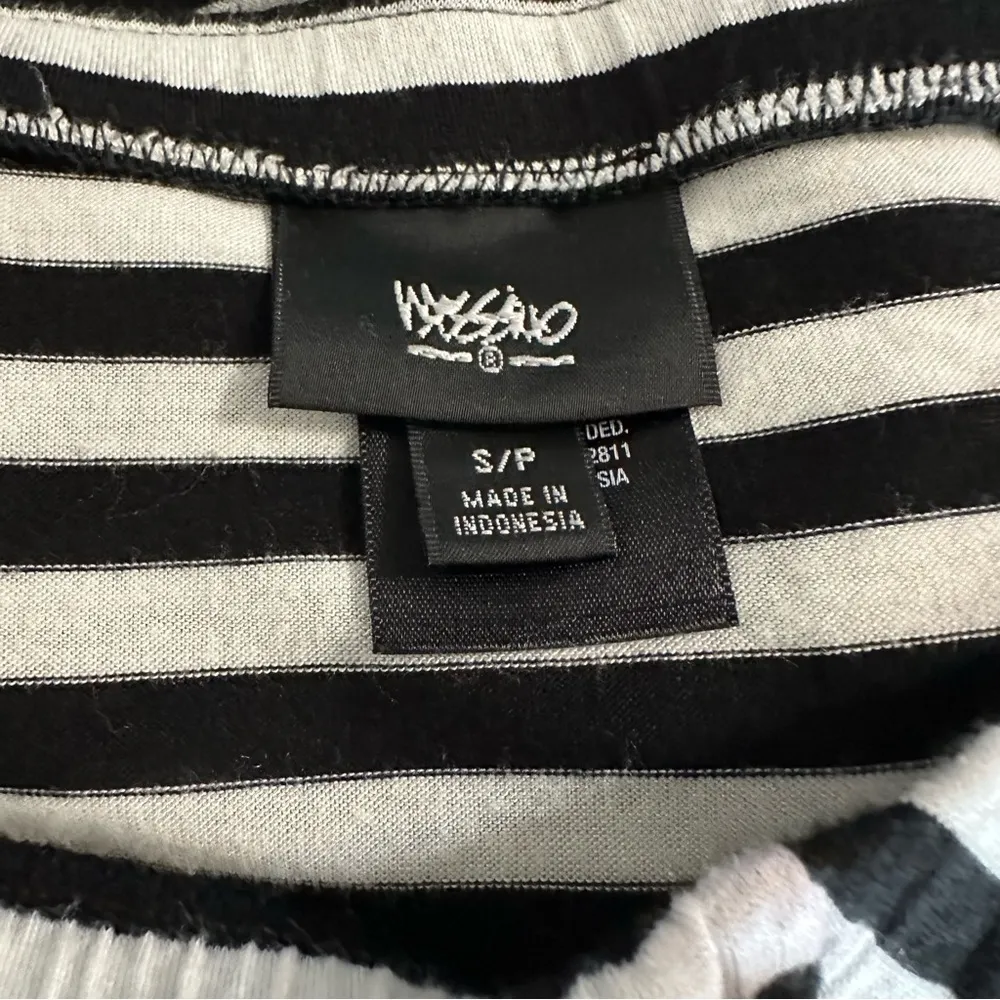 MOSSIMO
®
S/P
MADE IN
INDONESIA
DED.
2811
SIA